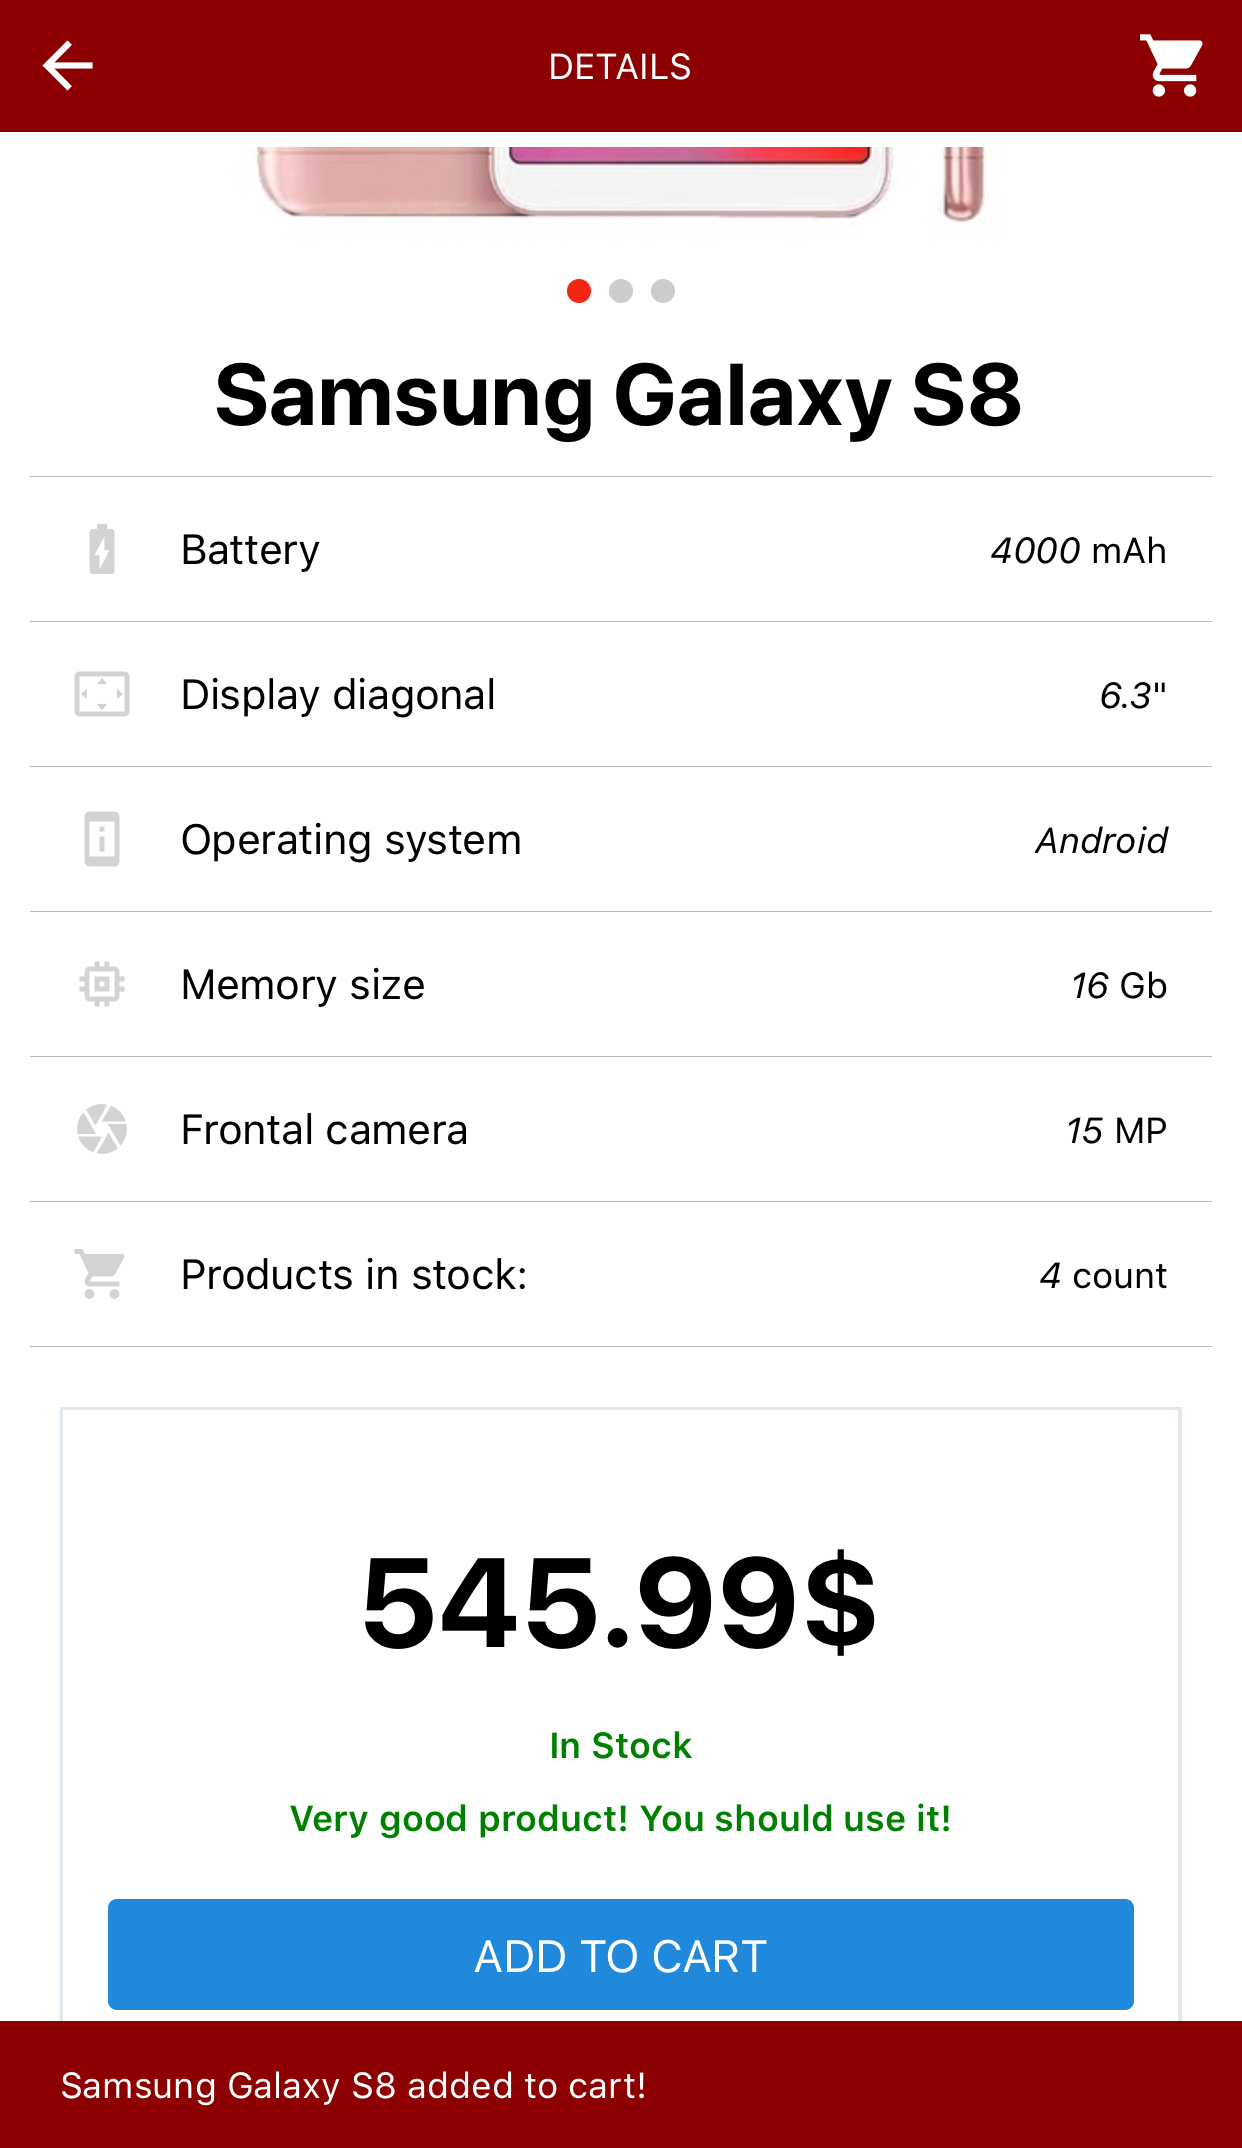 DETAILS
Samsung Galaxy S8
Battery 4000 mAh
Display diagonal 6.3"
Operating system Android
Memory size 16 Gb
Frontal camera 15 MP
Products in stock: 4 count
545.99$
In Stock
Very good product! You should use it!
ADD TO CART
Samsung Galaxy S8 added to cart!